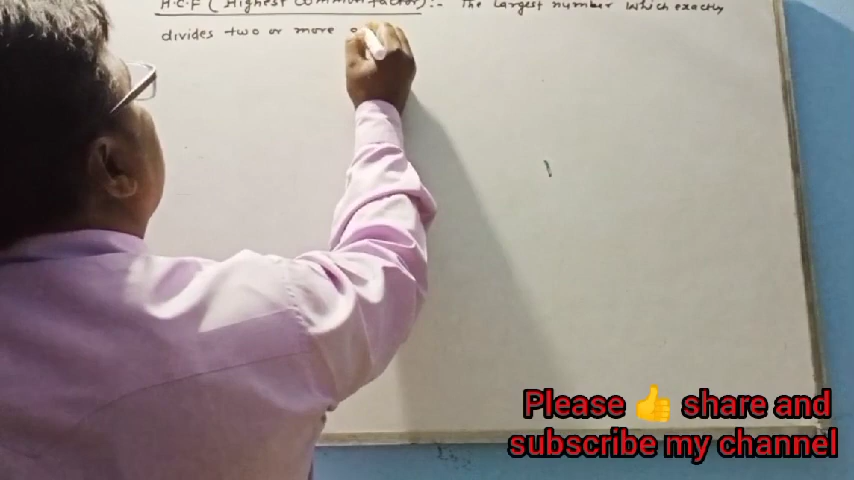 H.C.F ( Highest Common factor) :- The largest number which exactly
divides two or more
Please 👍 share and
subscribe my channel